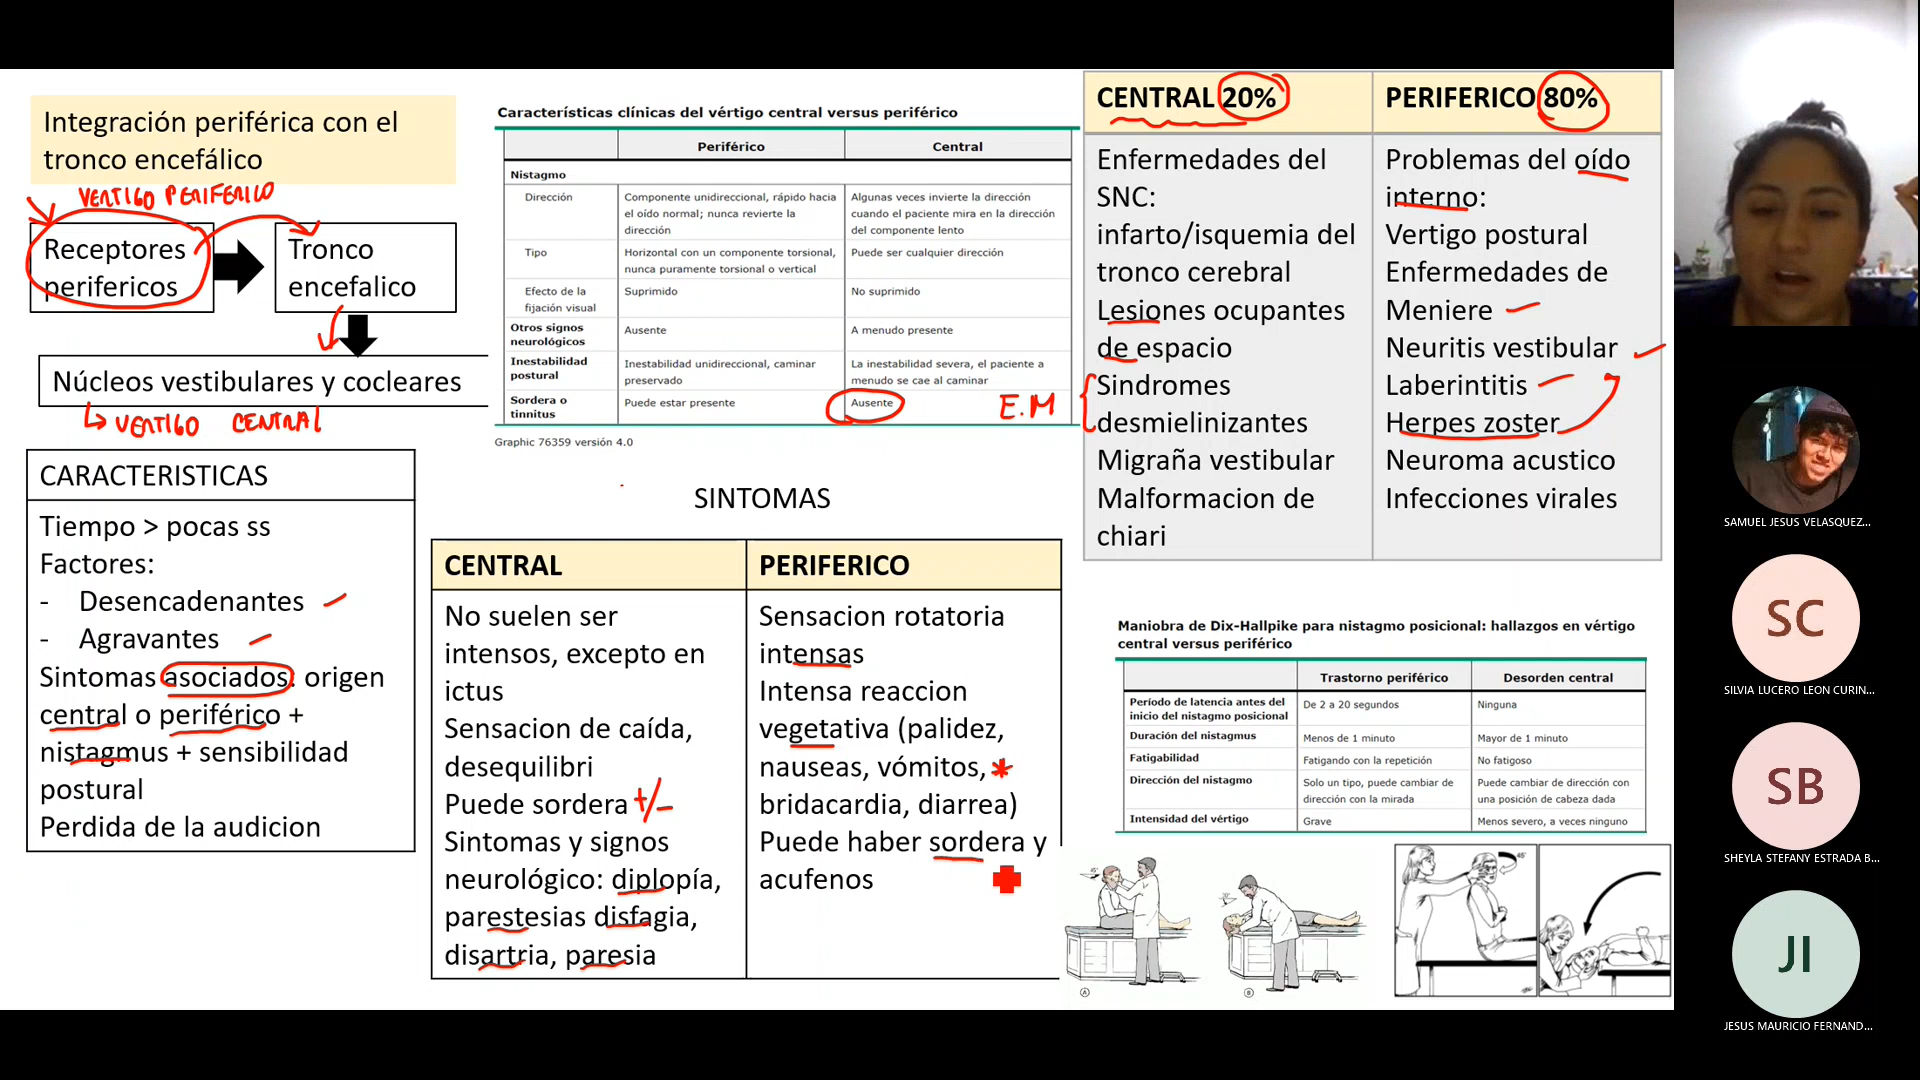 Integración periférica con el
tronco encefálico
VERTIGO PERIFERICO
Receptores
perifericos
Tronco
encefalico
Núcleos vestibulares y cocleares
VERTIGO CENTRAL
CARACTERISTICAS
Tiempo > pocas ss
Factores:
- Desencadenantes
- Agravantes
Sintomas asociados: origen
central o periférico +
nistagmus + sensibilidad
postural
Perdida de la audicion
Características clínicas del vértigo central versus periférico
Periférico Central
Nistagmo
Dirección
Componente unidireccional, rápido hacia
el oído normal; nunca revierte la
dirección
Algunas veces invierte la dirección
cuando el paciente mira en la dirección
del componente lento
Tipo
Horizontal con un componente torsional,
nunca puramente torsional o vertical
Puede ser cualquier dirección
Efecto de la
fijación visual
Suprimido
No suprimido
Otros signos
neurológicos
Ausente
A menudo presente
Inestabilidad
postural
Inestabilidad unidireccional, caminar
preservado
La inestabilidad severa, el paciente a
menudo se cae al caminar
Sordera o
tinnitus
Puede estar presente
Ausente
E.M
Graphic 76359 versión 4.0
SINTOMAS
CENTRAL
No suelen ser
intensos, excepto en
ictus
Sensacion de caída,
desequilibri
Puede sordera +/-
Sintomas y signos
neurológico: diplopía,
parestesias disfagia,
disartria, paresia
PERIFERICO
Sensacion rotatoria
intensas
Intensa reaccion
vegetativa (palidez,
nauseas, vómitos, *
bridacardia, diarrea)
Puede haber sordera y
acufenos
CENTRAL 20%
Enfermedades del
SNC:
infarto/isquemia del
tronco cerebral
Lesiones ocupantes
de espacio
Sindromes
desmielinizantes
Migraña vestibular
Malformacion de
chiari
PERIFERICO 80%
Problemas del oído
interno:
Vertigo postural
Enfermedades de
Meniere
Neuritis vestibular
Laberintitis
Herpes zoster
Neuroma acustico
Infecciones virales
Maniobra de Dix-Hallpike para nistagmo posicional: hallazgos en vértigo
central versus periférico
Trastorno periférico Desorden central
Período de latencia antes del
inicio del nistagmo posicional
De 2 a 20 segundos
Ninguna
Duración del nistagmus
Menos de 1 minuto
Mayor de 1 minuto
Fatigabilidad
Fatigando con la repetición
No fatigoso
Dirección del nistagmo
Solo un tipo, puede cambiar de
dirección con la mirada
Puede cambiar de dirección con
una posición de cabeza dada
Intensidad del vértigo
Grave
Menos severo, a veces ninguno
A
B
45°
SAMUEL JESUS VELASQUEZ...
SC
SILVIA LUCERO LEON CURIN...
SB
SHEYLA STEFANY ESTRADA B...
JI
JESUS MAURICIO FERNAND...